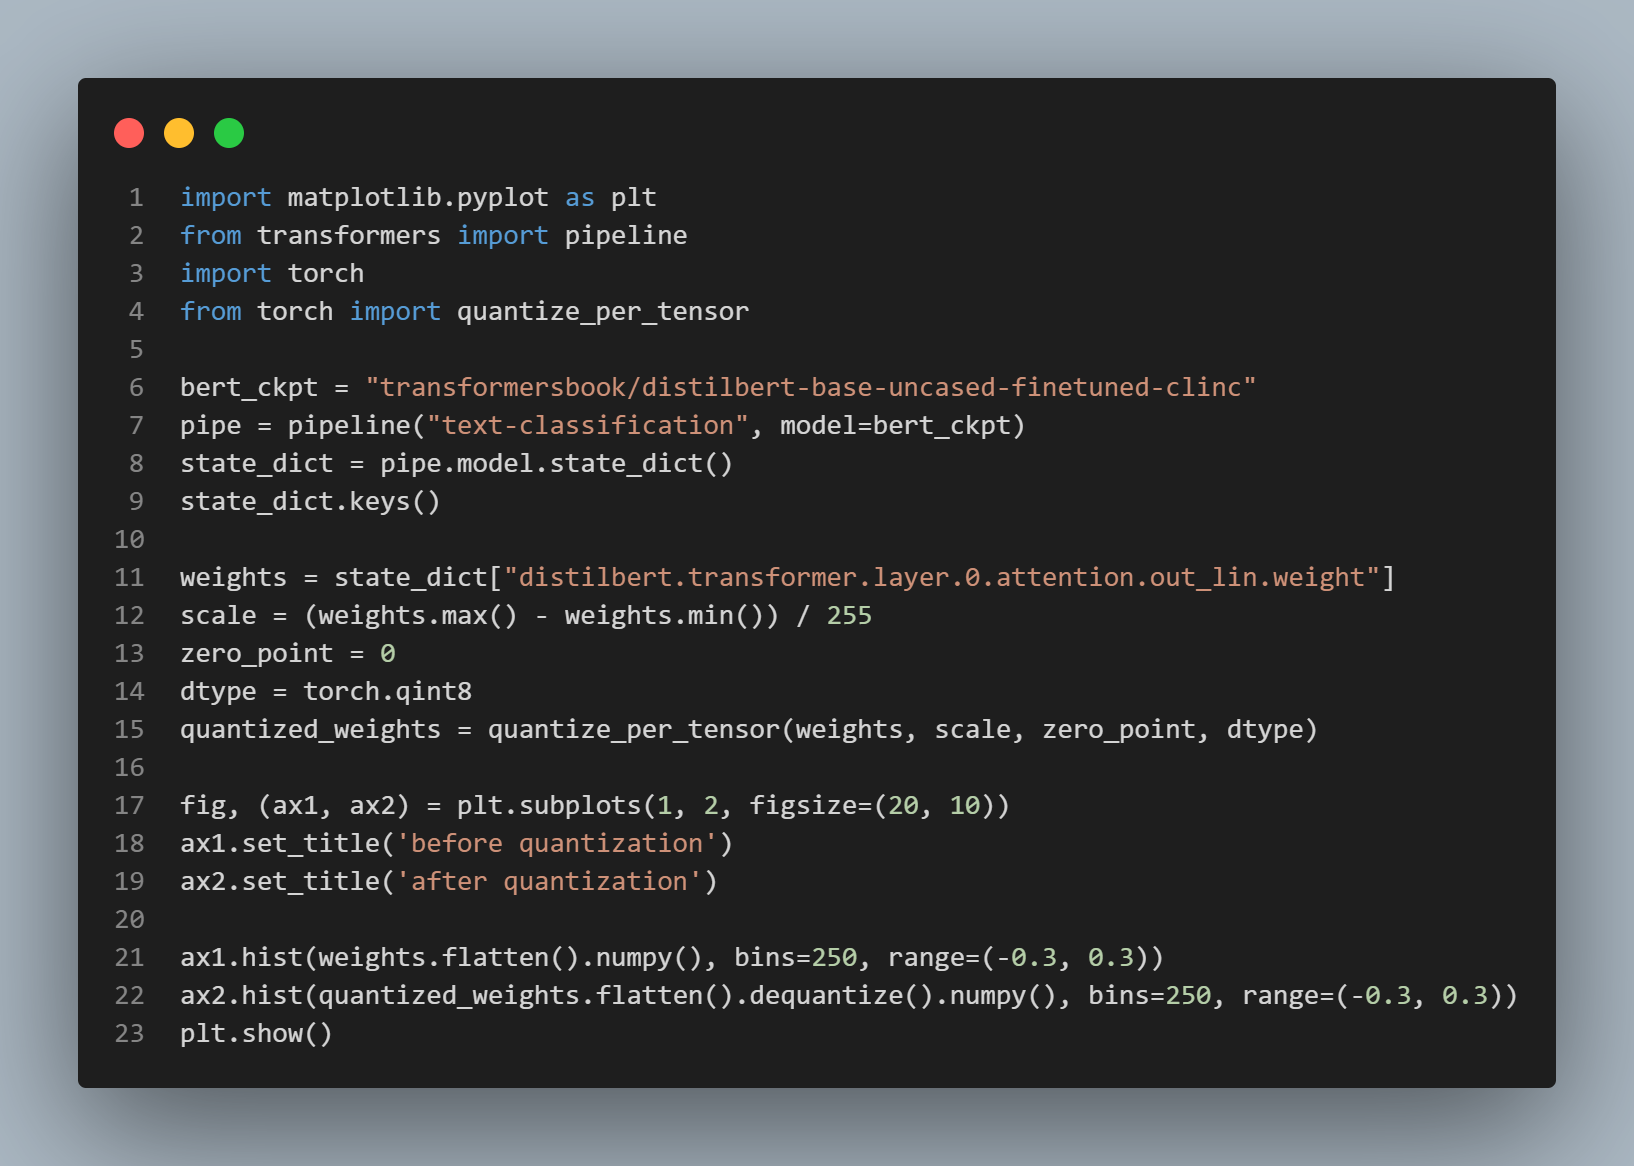 1 import matplotlib.pyplot as plt
2 from transformers import pipeline
3 import torch
4 from torch import quantize_per_tensor
5
6 bert_ckpt = "transformersbook/distilbert-base-uncased-finetuned-clinc"
7 pipe = pipeline("text-classification", model=bert_ckpt)
8 state_dict = pipe.model.state_dict()
9 state_dict.keys()
10
11 weights = state_dict["distilbert.transformer.layer.0.attention.out_lin.weight"]
12 scale = (weights.max() - weights.min()) / 255
13 zero_point = 0
14 dtype = torch.qint8
15 quantized_weights = quantize_per_tensor(weights, scale, zero_point, dtype)
16
17 fig, (ax1, ax2) = plt.subplots(1, 2, figsize=(20, 10))
18 ax1.set_title('before quantization')
19 ax2.set_title('after quantization')
20
21 ax1.hist(weights.flatten().numpy(), bins=250, range=(-0.3, 0.3))
22 ax2.hist(quantized_weights.flatten().dequantize().numpy(), bins=250, range=(-0.3, 0.3))
23 plt.show()